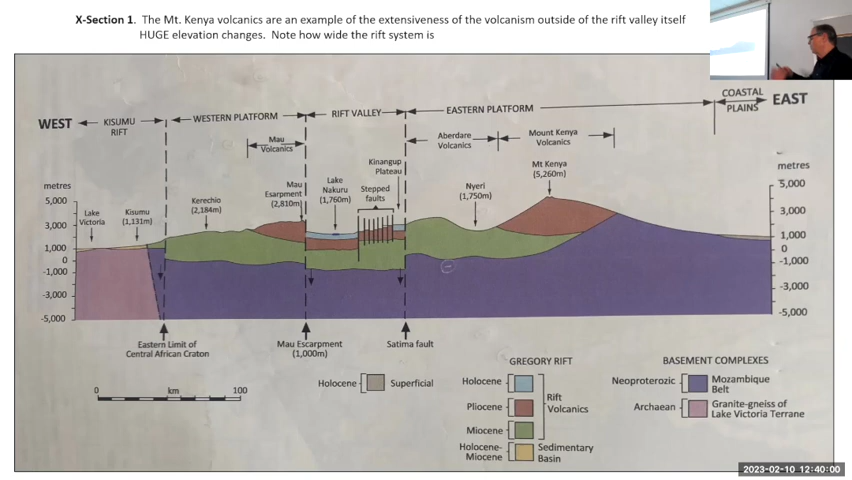 X-Section 1. The Mt. Kenya volcanics are an example of the extensiveness of the volcanism outside of the rift valley itself
HUGE elevation changes. Note how wide the rift system is
WEST
KISUMU
RIFT
WESTERN PLATFORM
RIFT VALLEY
EASTERN PLATFORM
COASTAL
PLAINS
EAST
Mau
Volcanics
Aberdare
Volcanics
Mount Kenya
Volcanics
metres
5,000
3,000
1,000
0
-1,000
-3,000
-5,000
Lake
Victoria
Kisumu
(1,131m)
Kerechio
(2,184m)
Mau
Esarpment
(2,810m)
Lake
Nakuru
(1,760m)
Stepped
faults
Kinangup
Plateau
Nyeri
(1,750m)
Mt Kenya
(5,260m)
metres
5,000
3,000
1,000
0
-1,000
-3,000
-5,000
Eastern Limit of
Central African Craton
Mau Escarpment
(1,000m)
Satima fault
0 km 100
Holocene Superficial
GREGORY RIFT
Holocene
Pliocene
Miocene
Rift
Volcanics
Holocene-
Miocene
Sedimentary
Basin
BASEMENT COMPLEXES
Neoproterozic Mozambique
Belt
Archaean Granite-gneiss of
Lake Victoria Terrane
2023-02-10 12:40:00